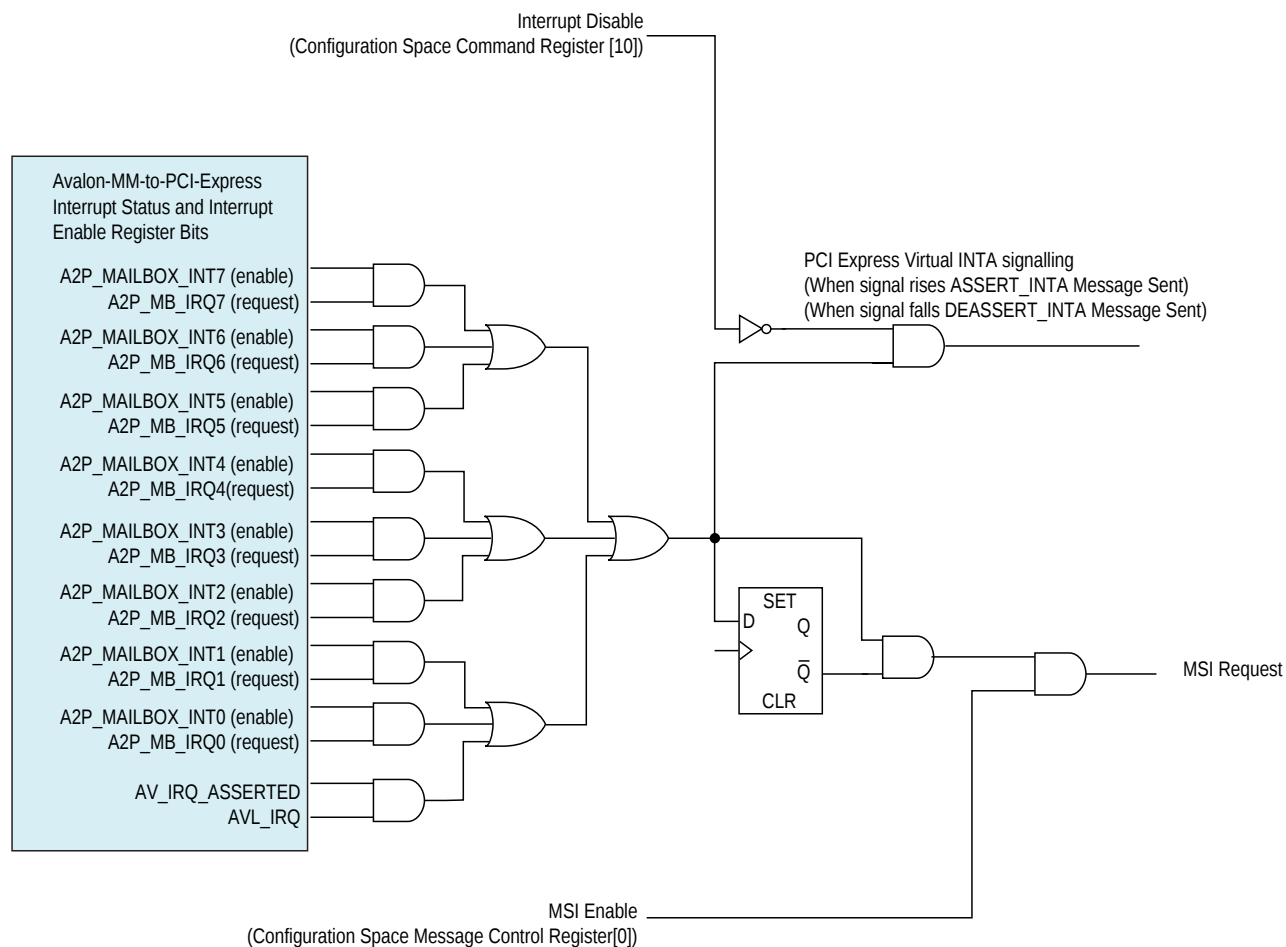 Interrupt Disable
(Configuration Space Command Register [10])
Avalon-MM-to-PCI-Express
Interrupt Status and Interrupt
Enable Register Bits
PCI Express Virtual INTA signalling
(When signal rises ASSERT_INTA Message Sent)
(When signal falls DEASSERT_INTA Message Sent)
A2P_MAILBOX_INT7 (enable)
A2P_MB_IRQ7 (request)
A2P_MAILBOX_INT6 (enable)
A2P_MB_IRQ6 (request)
A2P_MAILBOX_INT5 (enable)
A2P_MB_IRQ5 (request)
A2P_MAILBOX_INT4 (enable)
A2P_MB_IRQ4(request)
A2P_MAILBOX_INT3 (enable)
A2P_MB_IRQ3 (request)
A2P_MAILBOX_INT2 (enable)
A2P_MB_IRQ2 (request)
A2P_MAILBOX_INT1 (enable)
A2P_MB_IRQ1 (request)
A2P_MAILBOX_INT0 (enable)
A2P_MB_IRQ0 (request)
AV_IRQ_ASSERTED
AVL_IRQ
SET
D
Q
Q̅
CLR
MSI Request
MSI Enable
(Configuration Space Message Control Register[0])